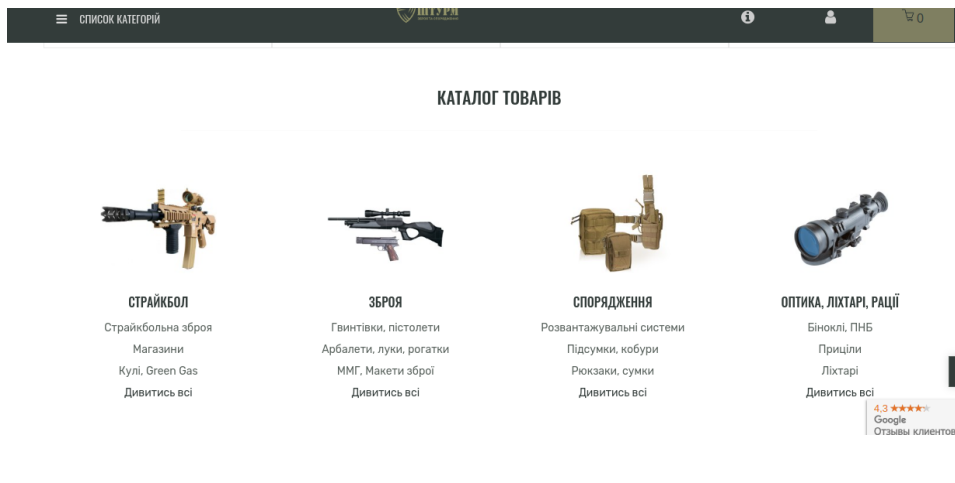 СПИСОК КАТЕГОРІЙ
ШТУРМ
0
КАТАЛОГ ТОВАРІВ
СТРАЙКБОЛ
Страйкбольна зброя
Магазини
Кулі, Green Gas
Дивитись всі
ЗБРОЯ
Гвинтівки, пістолети
Арбалети, луки, рогатки
ММГ, Макети зброї
Дивитись всі
СПОРЯДЖЕННЯ
Розвантажувальні системи
Підсумки, кобури
Рюкзаки, сумки
Дивитись всі
ОПТИКА, ЛІХТАРІ, РАЦІЇ
Біноклі, ПНБ
Приціли
Ліхтарі
Дивитись всі
4,3
Google
Отзывы клиентов